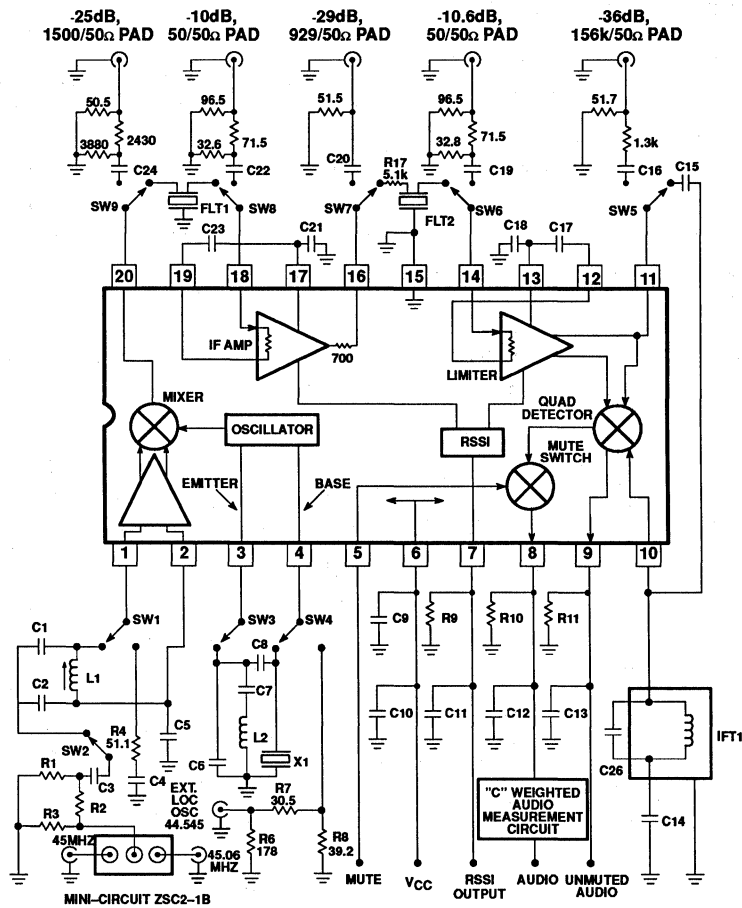 -25dB,
1500/50Ω PAD
-10dB,
50/50Ω PAD
-29dB,
929/50Ω PAD
-10.6dB,
50/50Ω PAD
-36dB,
156k/50Ω PAD
50.5
3880
2430
C24
96.5
32.6
71.5
C22
51.5
C20
R17
5.1k
96.5
32.8
71.5
C19
51.7
1.3k
C16
C15
SW9
FLT1
SW8
SW7
FLT2
SW6
SW5
C23
C21
C18
C17
20
19
18
17
16
15
14
13
12
11
IF AMP
700
LIMITER
MIXER
OSCILLATOR
RSSI
QUAD
DETECTOR
MUTE
SWITCH
EMITTER
BASE
1
2
3
4
5
6
7
8
9
10
SW1
SW3
SW4
C1
L1
C2
C8
C7
L2
C6
X1
C9
R9
R10
R11
C10
C11
C12
C13
R4
51.1
C5
SW2
R1
C3
C4
R2
R3
45MHZ
45.06
MHZ
MINI–CIRCUIT ZSC2–1B
EXT.
LOC
OSC
44.545
R7
30.5
R6
178
R8
39.2
"C" WEIGHTED
AUDIO
MEASUREMENT
CIRCUIT
C26
IFT1
C14
MUTE
VCC
RSSI
OUTPUT
AUDIO
UNMUTED
AUDIO